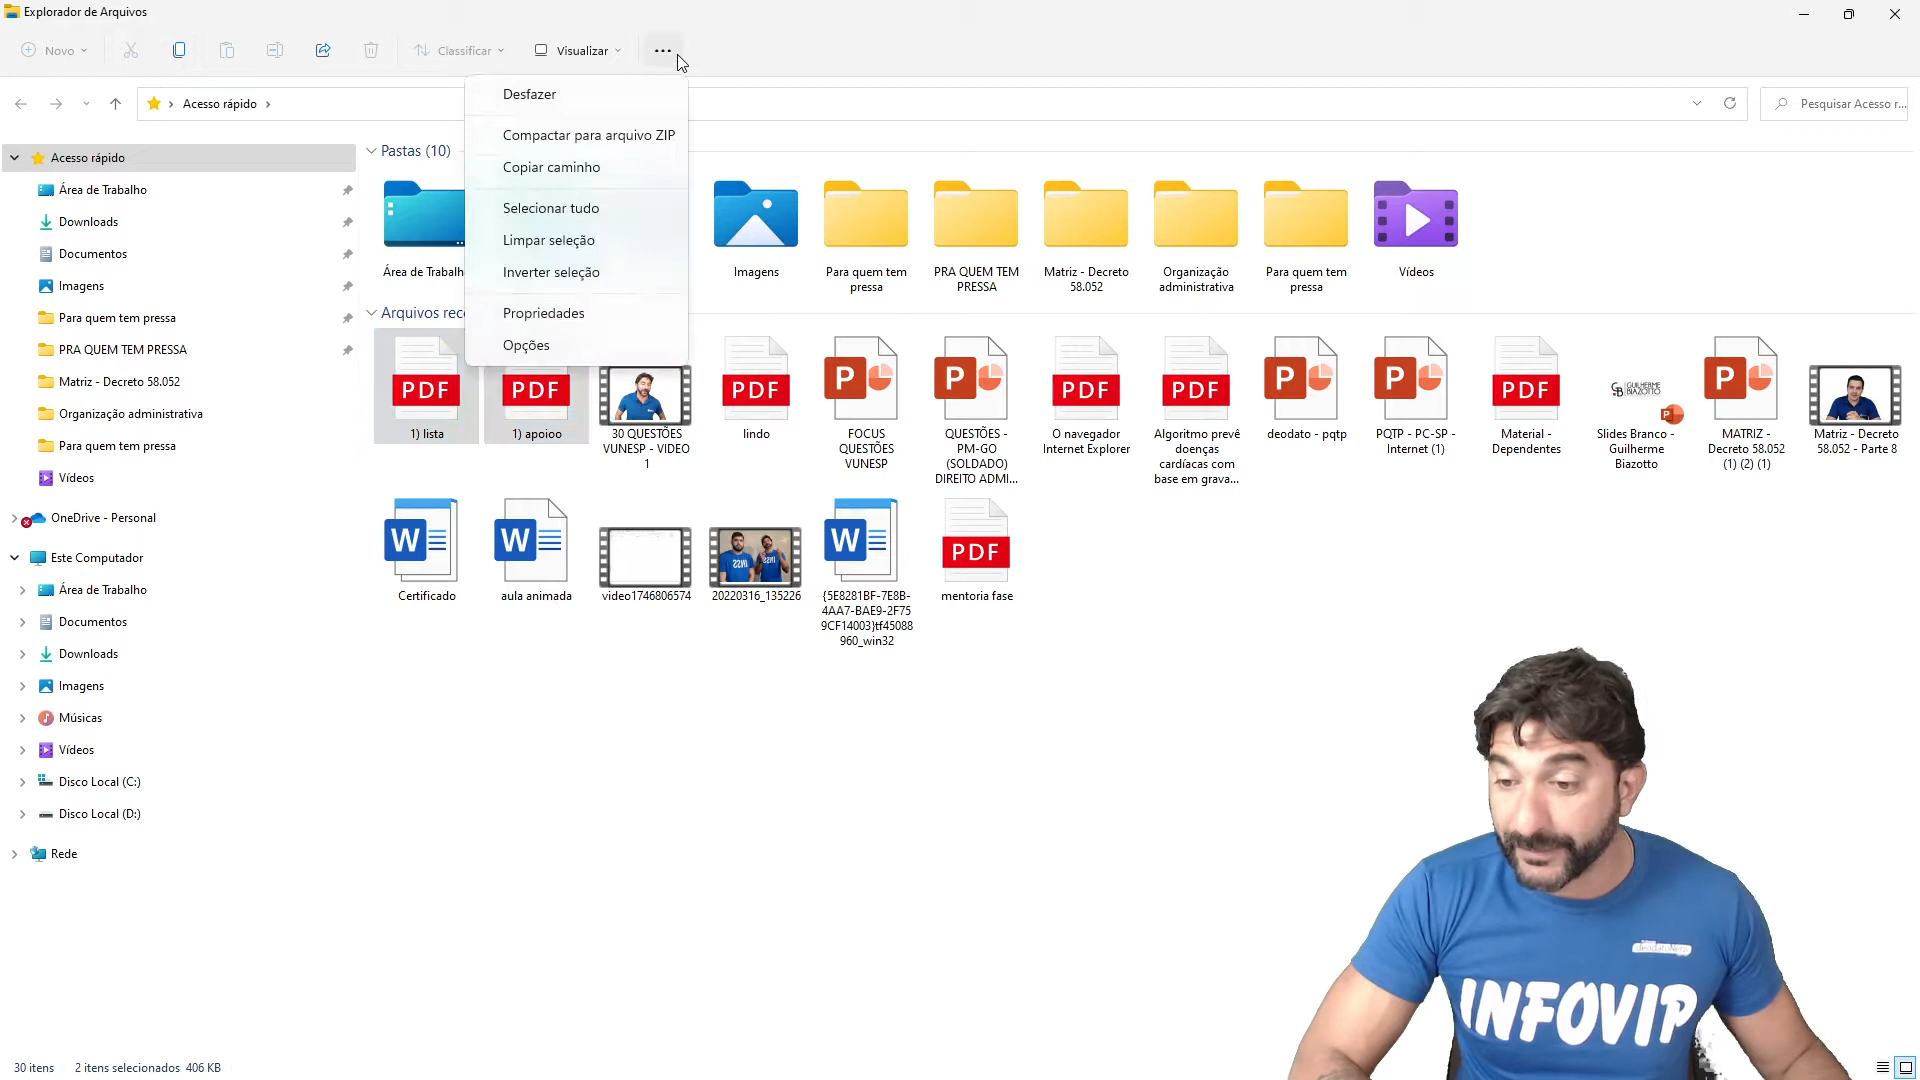 Explorador de Arquivos
Novo
Classificar
Visualizar
Acesso rápido
Pesquisar Acesso r...
Desfazer
Compactar para arquivo ZIP
Copiar caminho
Selecionar tudo
Limpar seleção
Inverter seleção
Propriedades
Opções
Acesso rápido
Área de Trabalho
Downloads
Documentos
Imagens
Para quem tem pressa
PRA QUEM TEM PRESSA
Matriz - Decreto 58.052
Organização administrativa
Para quem tem pressa
Vídeos
OneDrive - Personal
Este Computador
Área de Trabalho
Documentos
Downloads
Imagens
Músicas
Vídeos
Disco Local (C:)
Disco Local (D:)
Rede
Pastas (10)
Área de Trabalh
Imagens
Para quem tem
pressa
PRA QUEM TEM
PRESSA
Matriz - Decreto
58.052
Organização
administrativa
Para quem tem
pressa
Vídeos
Arquivos rec
PDF
1) lista
PDF
1) apoioo
30 QUESTÕES
VUNESP - VIDEO
1
PDF
lindo
P
FOCUS
QUESTÕES
VUNESP
P
QUESTÕES -
PM-GO
(SOLDADO)
DIREITO ADMI...
PDF
O navegador
Internet Explorer
PDF
Algoritmo prevê
doenças
cardíacas com
base em grava...
P
deodato - pqtp
P
PQTP - PC-SP -
Internet (1)
PDF
Material -
Dependentes
GUILHERME
BIAZOTTO
Slides Branco -
Guilherme
Biazotto
P
MATRIZ -
Decreto 58.052
(1) (2) (1)
Matriz - Decreto
58.052 - Parte 8
W
Certificado
W
aula animada
video1746806574
INSS
INSS
20220316_135226
W
{5E8281BF-7E8B-
4AA7-BAE9-2F75
9CF14003}tf45088
960_win32
PDF
mentoria fase
INFOVIP
30 itens
2 itens selecionados 406 KB